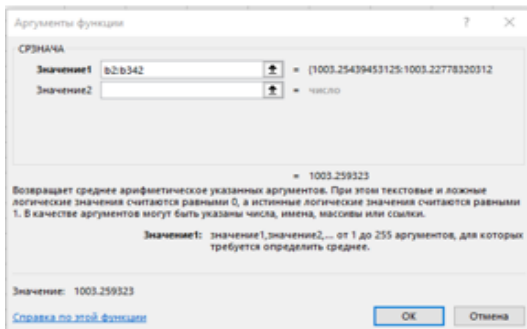 Аргументы функции ? ×
СРЗНАЧА
Значение1 b2:b342 = {1003.25439453125:1003.22778320312
Значение2 = число
= 1003.259323
Возвращает среднее арифметическое указанных аргументов. При этом текстовые и ложные
логические значения считаются равными 0, а истинные логические значения считаются равными
1. В качестве аргументов могут быть указаны числа, имена, массивы или ссылки.
Значение1: значение1;значение2;... от 1 до 255 аргументов, для которых
требуется определить среднее.
Значение: 1003.259323
Справка по этой функции
ОК
Отмена